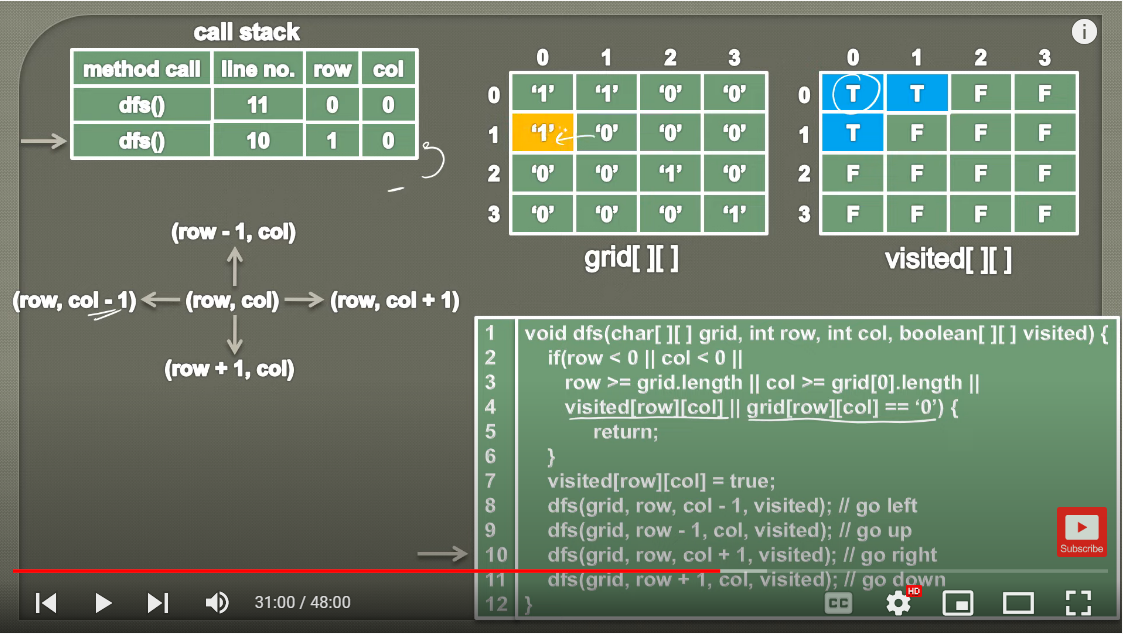 call stack
method call line no. row col
dfs() 11 0 0
dfs() 10 1 0
(row - 1, col)
(row, col - 1) (row, col) (row, col + 1)
(row + 1, col)
0 1 2 3
0 ‘1’ ‘1’ ‘0’ ‘0’
1 ‘1’ ‘0’ ‘0’ ‘0’
2 ‘0’ ‘0’ ‘1’ ‘0’
3 ‘0’ ‘0’ ‘0’ ‘1’
grid[ ][ ]
0 1 2 3
0 T T F F
1 T F F F
2 F F F F
3 F F F F
visited[ ][ ]
i
1 void dfs(char[ ][ ] grid, int row, int col, boolean[ ][ ] visited) {
2 if(row < 0 || col < 0 ||
3 row >= grid.length || col >= grid[0].length ||
4 visited[row][col] || grid[row][col] == ‘0’) {
5 return;
6 }
7 visited[row][col] = true;
8 dfs(grid, row, col - 1, visited); // go left
9 dfs(grid, row - 1, col, visited); // go up
10 dfs(grid, row, col + 1, visited); // go right
11 dfs(grid, row + 1, col, visited); // go down
12 }
Subscribe
31:00 / 48:00
CC
HD